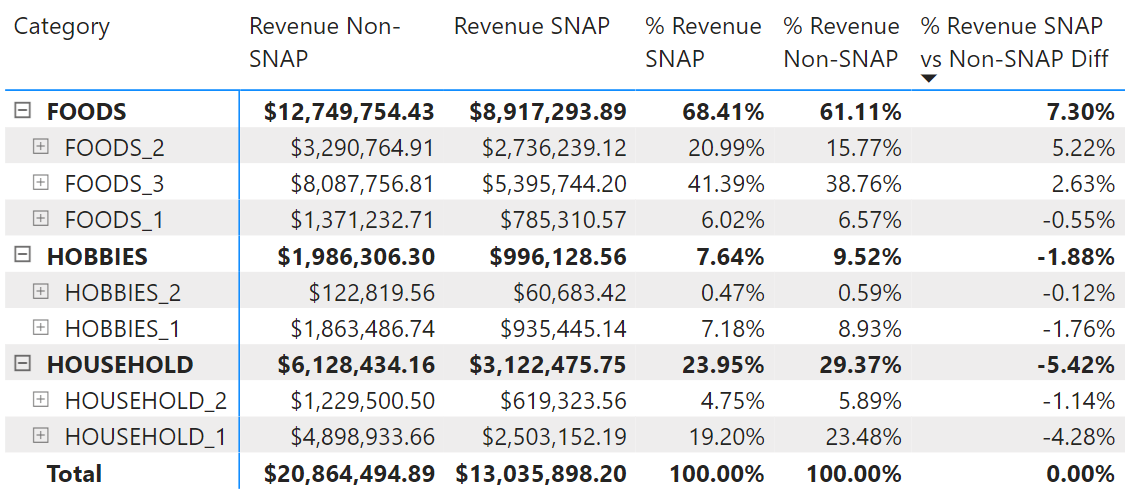 Category Revenue Non-SNAP Revenue SNAP % Revenue SNAP % Revenue Non-SNAP % Revenue SNAP vs Non-SNAP Diff
FOODS $12,749,754.43 $8,917,293.89 68.41% 61.11% 7.30%
FOODS_2 $3,290,764.91 $2,736,239.12 20.99% 15.77% 5.22%
FOODS_3 $8,087,756.81 $5,395,744.20 41.39% 38.76% 2.63%
FOODS_1 $1,371,232.71 $785,310.57 6.02% 6.57% -0.55%
HOBBIES $1,986,306.30 $996,128.56 7.64% 9.52% -1.88%
HOBBIES_2 $122,819.56 $60,683.42 0.47% 0.59% -0.12%
HOBBIES_1 $1,863,486.74 $935,445.14 7.18% 8.93% -1.76%
HOUSEHOLD $6,128,434.16 $3,122,475.75 23.95% 29.37% -5.42%
HOUSEHOLD_2 $1,229,500.50 $619,323.56 4.75% 5.89% -1.14%
HOUSEHOLD_1 $4,898,933.66 $2,503,152.19 19.20% 23.48% -4.28%
Total $20,864,494.89 $13,035,898.20 100.00% 100.00% 0.00%